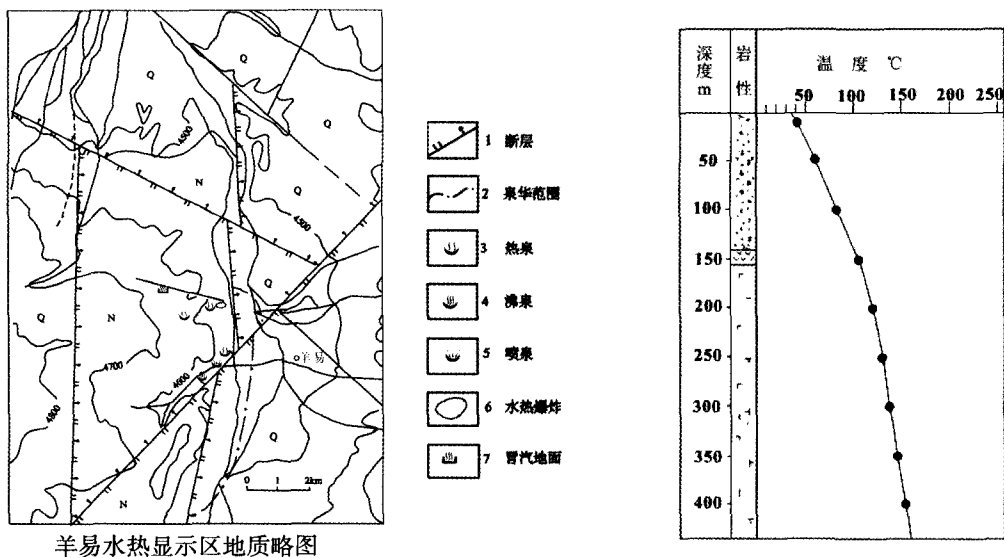 Q
Q
4500
N
Q
4500
Q
Q
N
4700
4600
4800
羊易
Q
Q
N
0 1 2km
羊易水热显示区地质略图
1 断层
2 泉华范围
3 热泉
4 沸泉
5 喷泉
6 水热爆炸
7 冒汽地面
深度 m
岩性
温 度 ℃
50 100 150 200 250
50
100
150
200
250
300
350
400